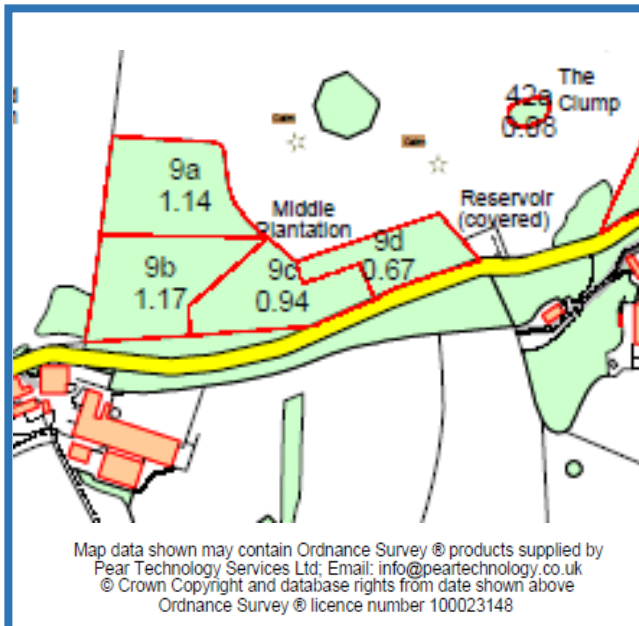 The
42a
Clump
0.08
Cairn
Cairn
9a
1.14
Middle
Plantation
Reservoir
(covered)
9d
0.67
9b
1.17
9c
0.94
Map data shown may contain Ordnance Survey ® products supplied by
Pear Technology Services Ltd; Email: info@peartechnology.co.uk
© Crown Copyright and database rights from date shown above
Ordnance Survey ® licence number 100023148